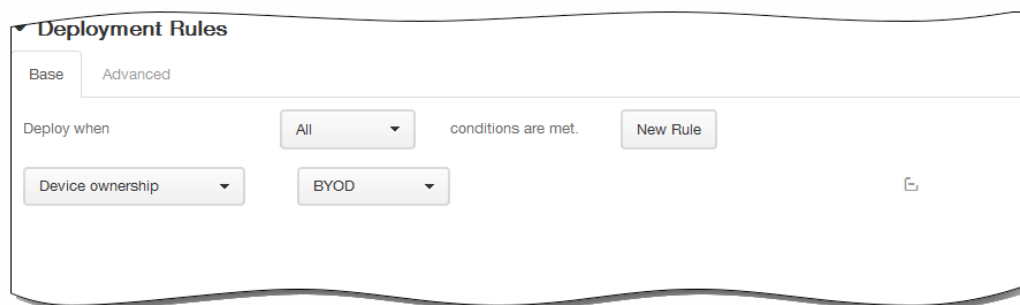 Deployment Rules
Base Advanced
Deploy when All conditions are met. New Rule
Device ownership BYOD